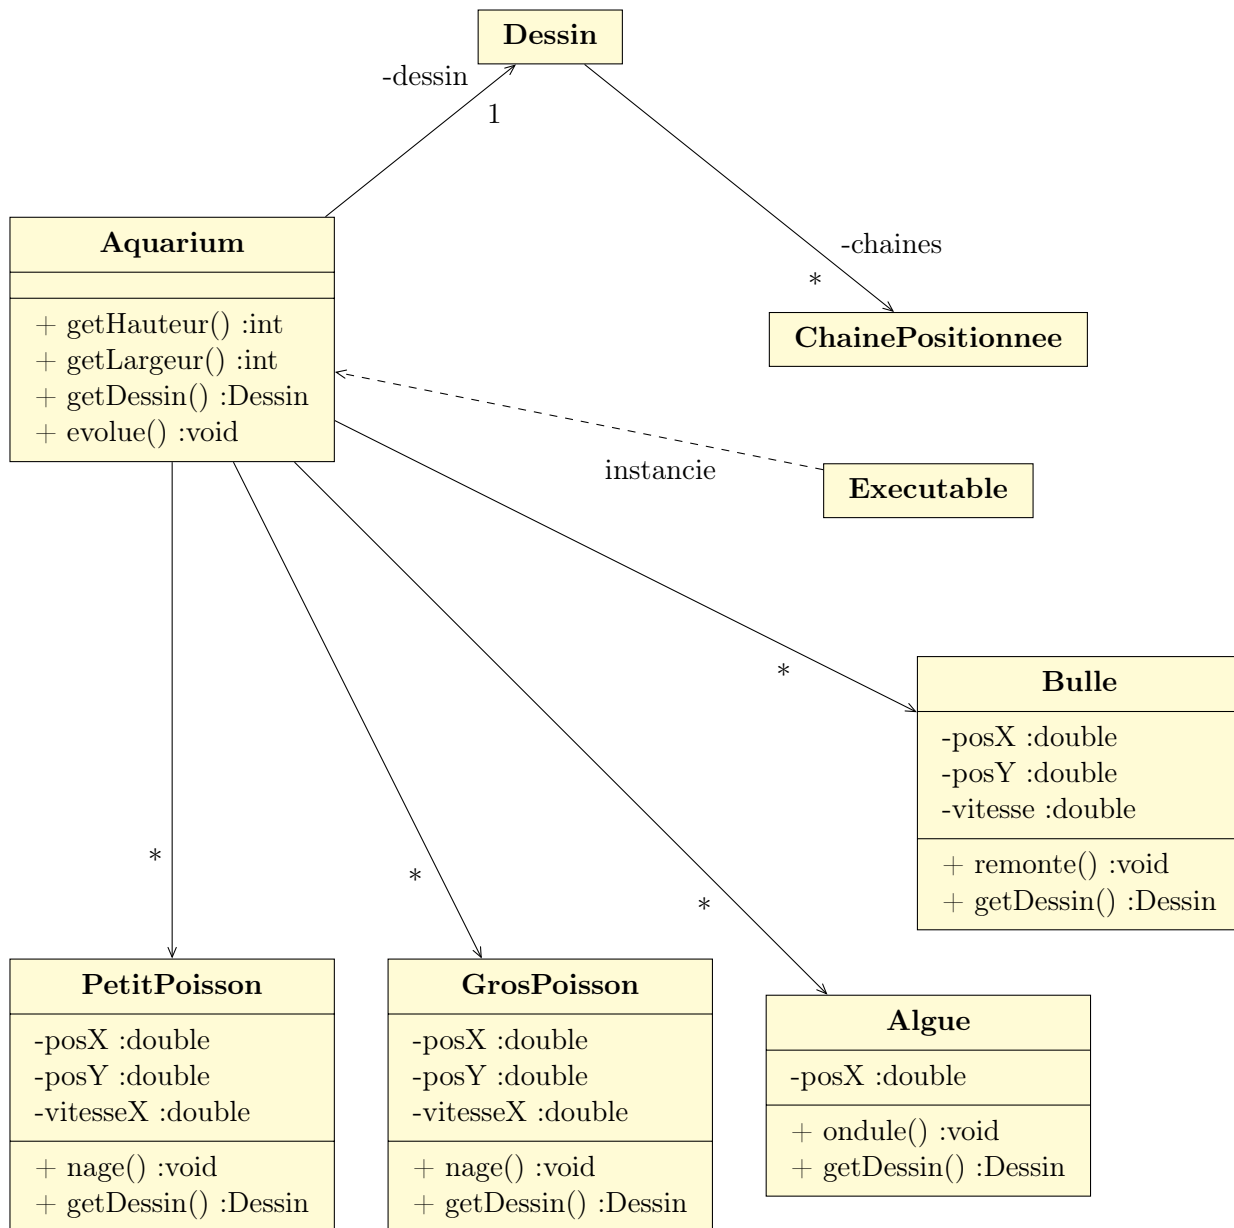 Dessin
-dessin
1
-chaines
*
Aquarium
+ getHauteur() :int
+ getLargeur() :int
+ getDessin() :Dessin
+ evolue() :void
ChainePositionnee
instancie
Executable
*
*
*
*
Bulle
-posX :double
-posY :double
-vitesse :double
+ remonte() :void
+ getDessin() :Dessin
PetitPoisson
-posX :double
-posY :double
-vitesseX :double
+ nage() :void
+ getDessin() :Dessin
GrosPoisson
-posX :double
-posY :double
-vitesseX :double
+ nage() :void
+ getDessin() :Dessin
Algue
-posX :double
+ ondule() :void
+ getDessin() :Dessin